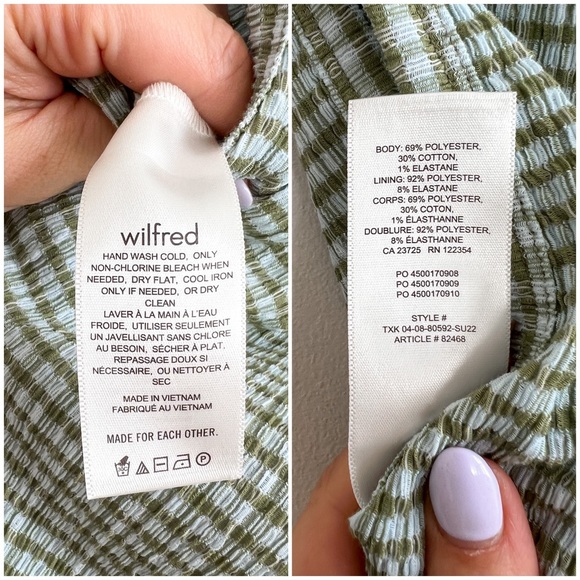 wilfred
HAND WASH COLD, ONLY
NON-CHLORINE BLEACH WHEN
NEEDED, DRY FLAT, COOL IRON
ONLY IF NEEDED, OR DRY
CLEAN
LAVER À LA MAIN À L'EAU
FROIDE, UTILISER SEULEMENT
UN JAVELLISANT SANS CHLORE
AU BESOIN, SÉCHER À PLAT,
REPASSAGE DOUX SI
NÉCESSAIRE, OU NETTOYER À
SEC
MADE IN VIETNAM
FABRIQUÉ AU VIETNAM
MADE FOR EACH OTHER.
P
BODY: 69% POLYESTER,
30% COTTON,
1% ELASTANE
LINING: 92% POLYESTER,
8% ELASTANE
CORPS: 69% POLYESTER,
30% COTON,
1% ÉLASTHANNE
DOUBLURE: 92% POLYESTER,
8% ÉLASTHANNE
CA 23725 RN 122354
PO 4500170908
PO 4500170909
PO 4500170910
STYLE #
TXK 04-08-80592-SU22
ARTICLE # 82468